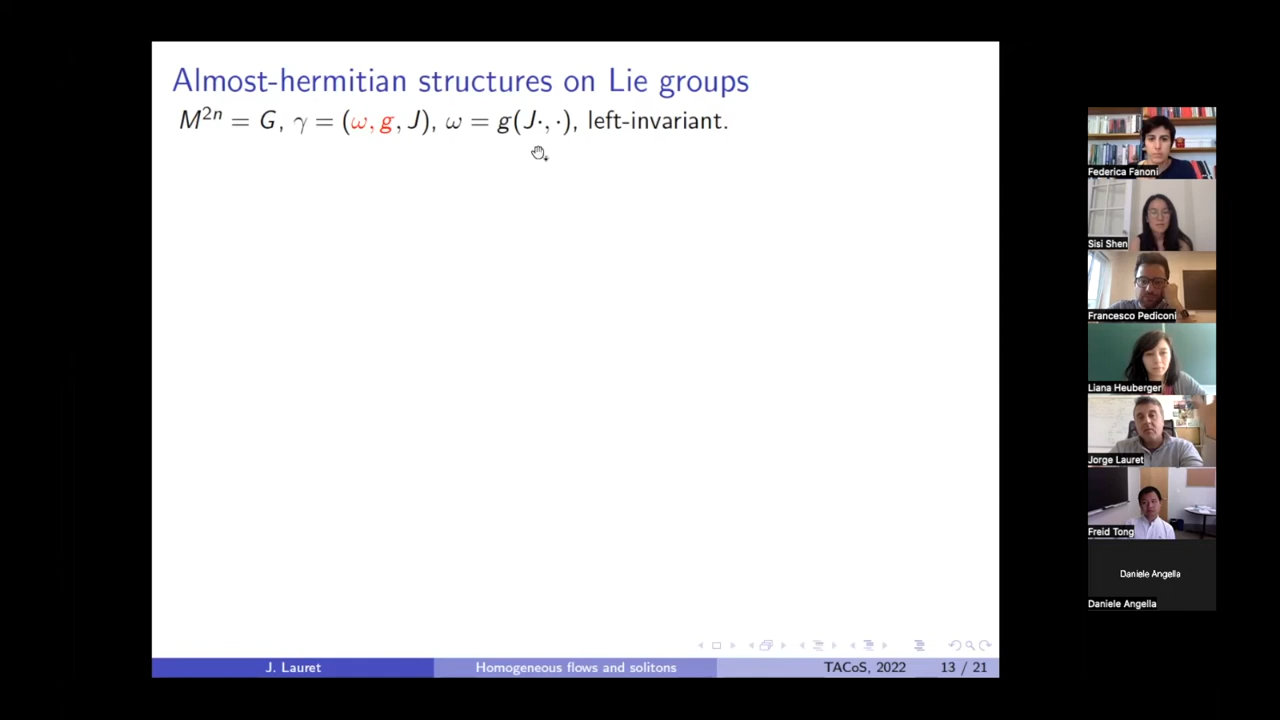 Almost-hermitian structures on Lie groups
M²ⁿ = G, γ = (ω, g, J), ω = g(J·, ·), left-invariant.
J. Lauret Homogeneous flows and solitons TACoS, 2022 13 / 21
Federica Fanoni
Sisi Shen
Francesco Pediconi
Liana Heuberger
Jorge Lauret
Freid Tong
Daniele Angella
Daniele Angella